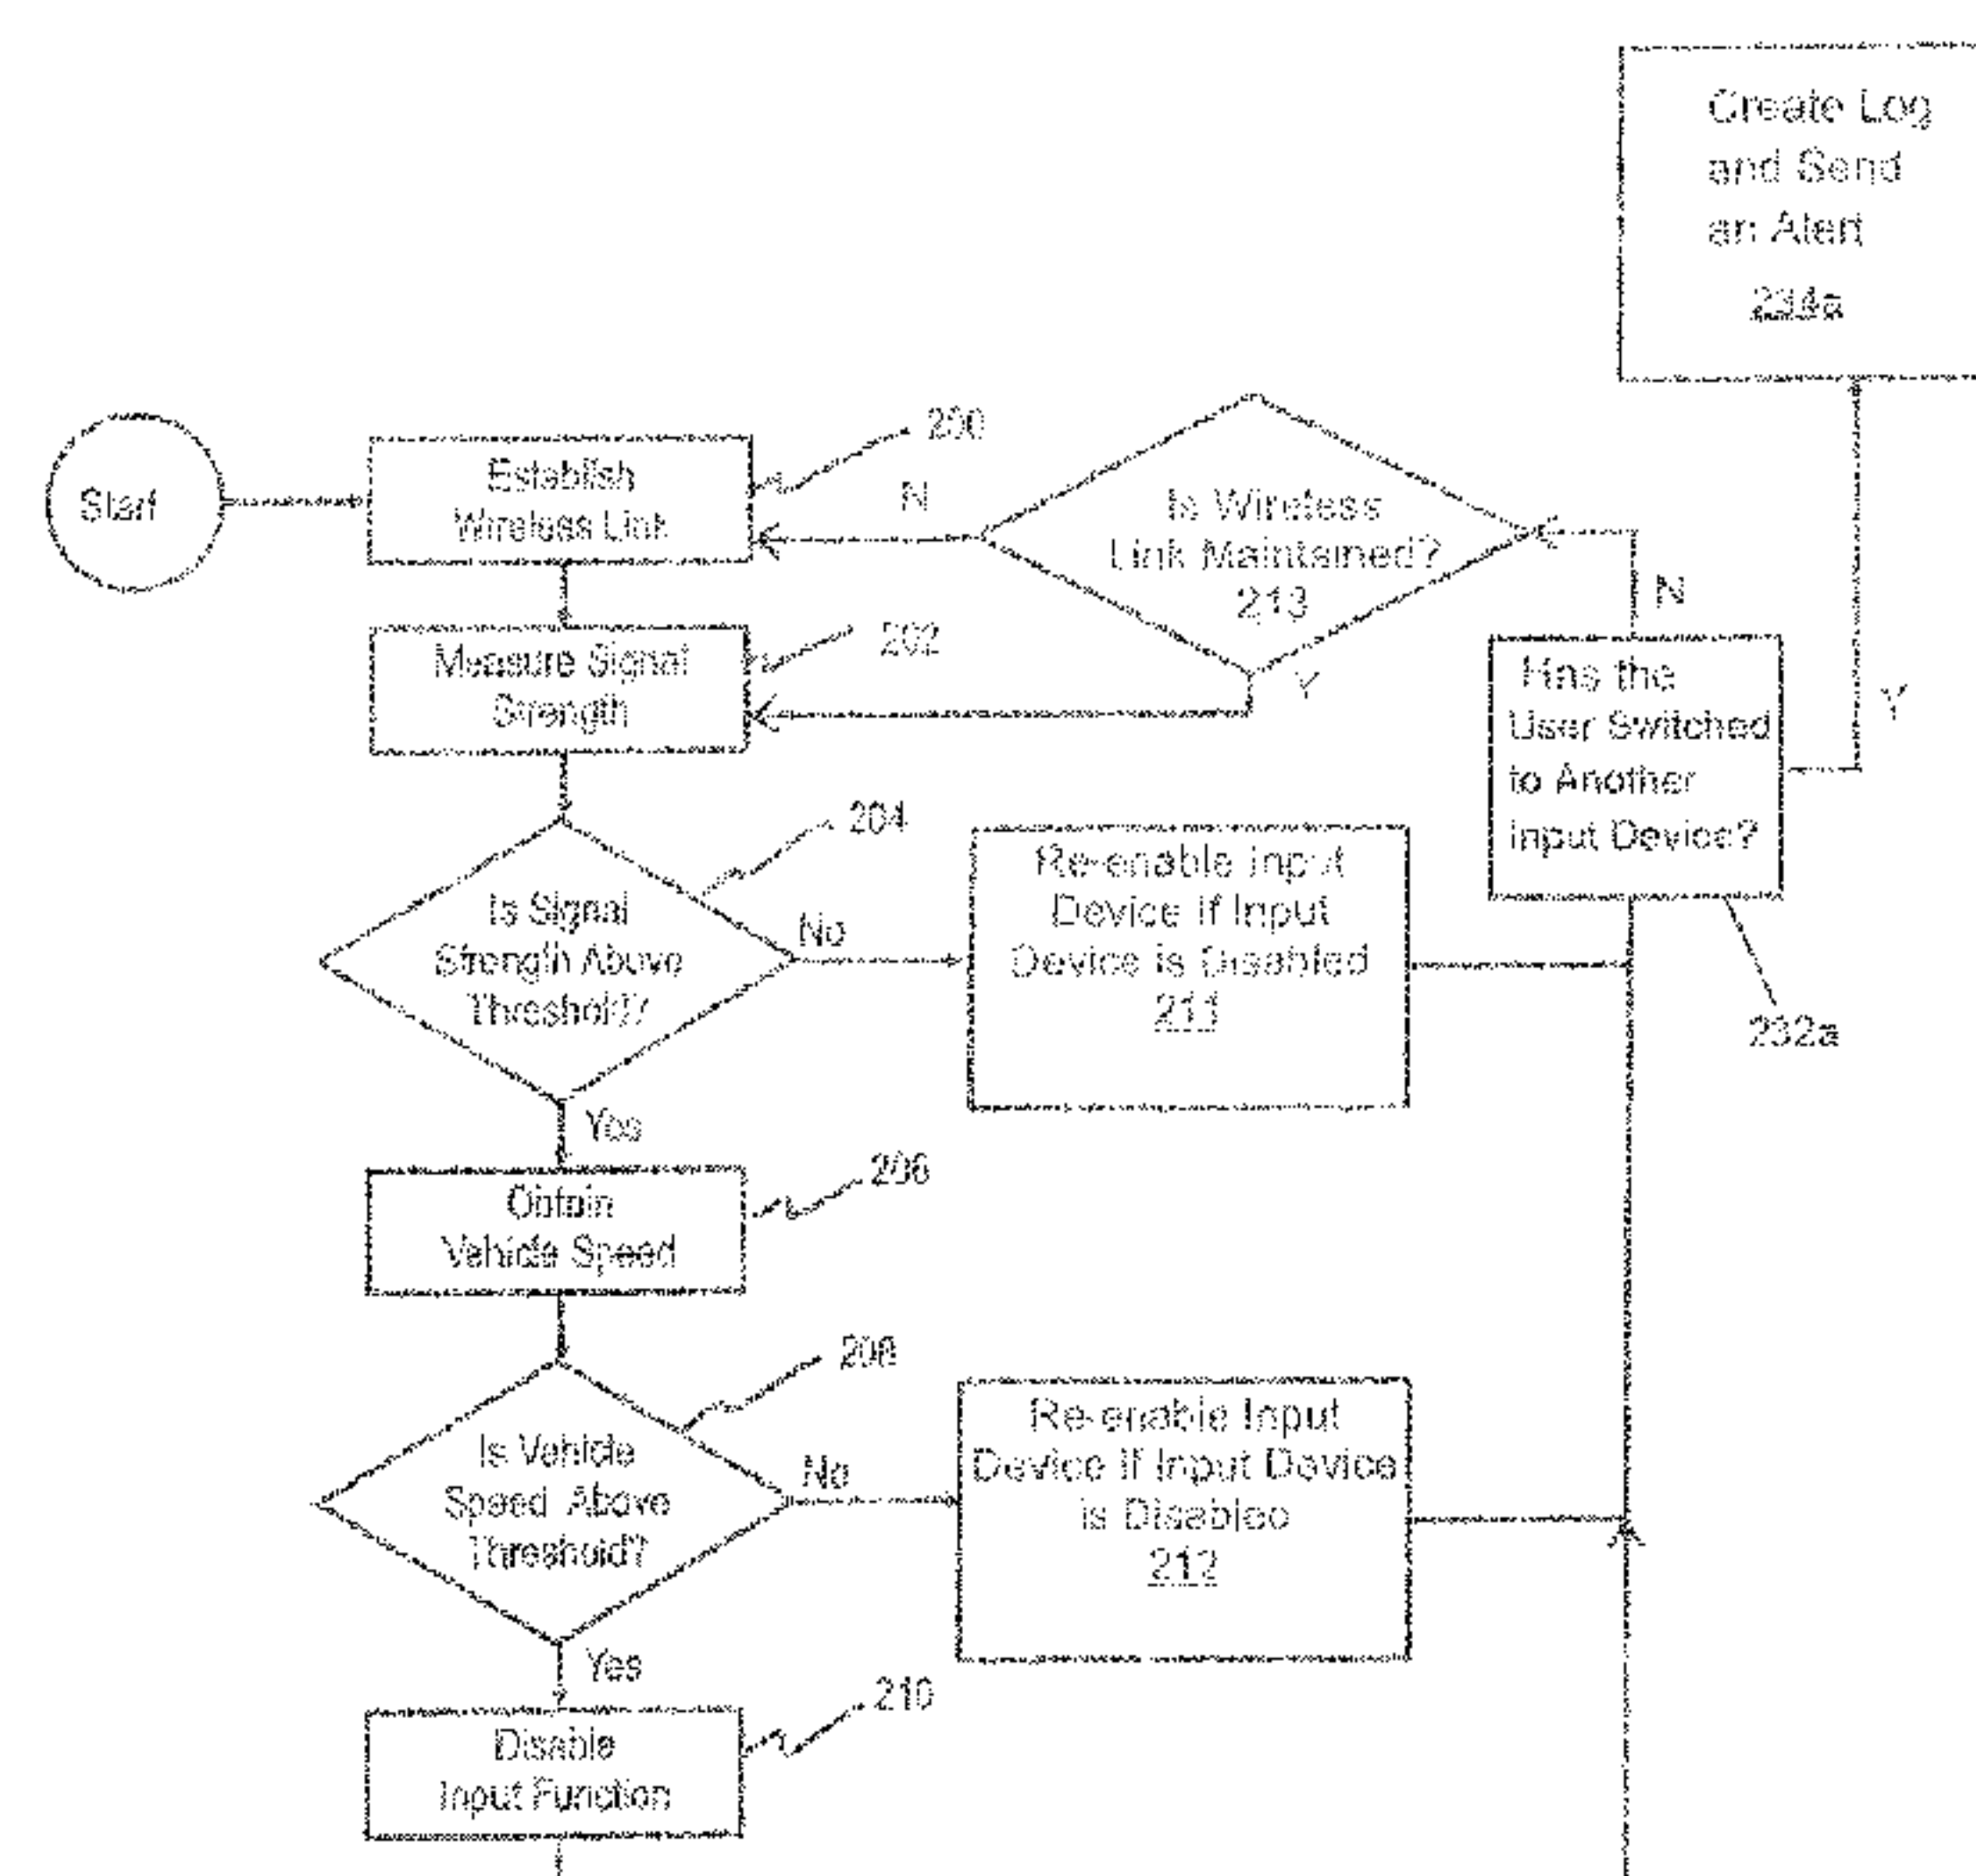 Create Log
and Send
an Alert
234a
Start
Establish
Wireless Link
200
N
Is Wireless
Link Maintained?
213
N
Y
Measure Signal
Strength
202
Has the
User Switched
to Another
Input Device?
Y
232a
204
Is Signal
Strength Above
Threshold?
No
Re-enable Input
Device if Input
Device is Disabled
211
Yes
Obtain
Vehicle Speed
206
208
Is Vehicle
Speed Above
Threshold?
No
Re-enable Input
Device if Input Device
is Disabled
212
Yes
Disable
Input Function
210